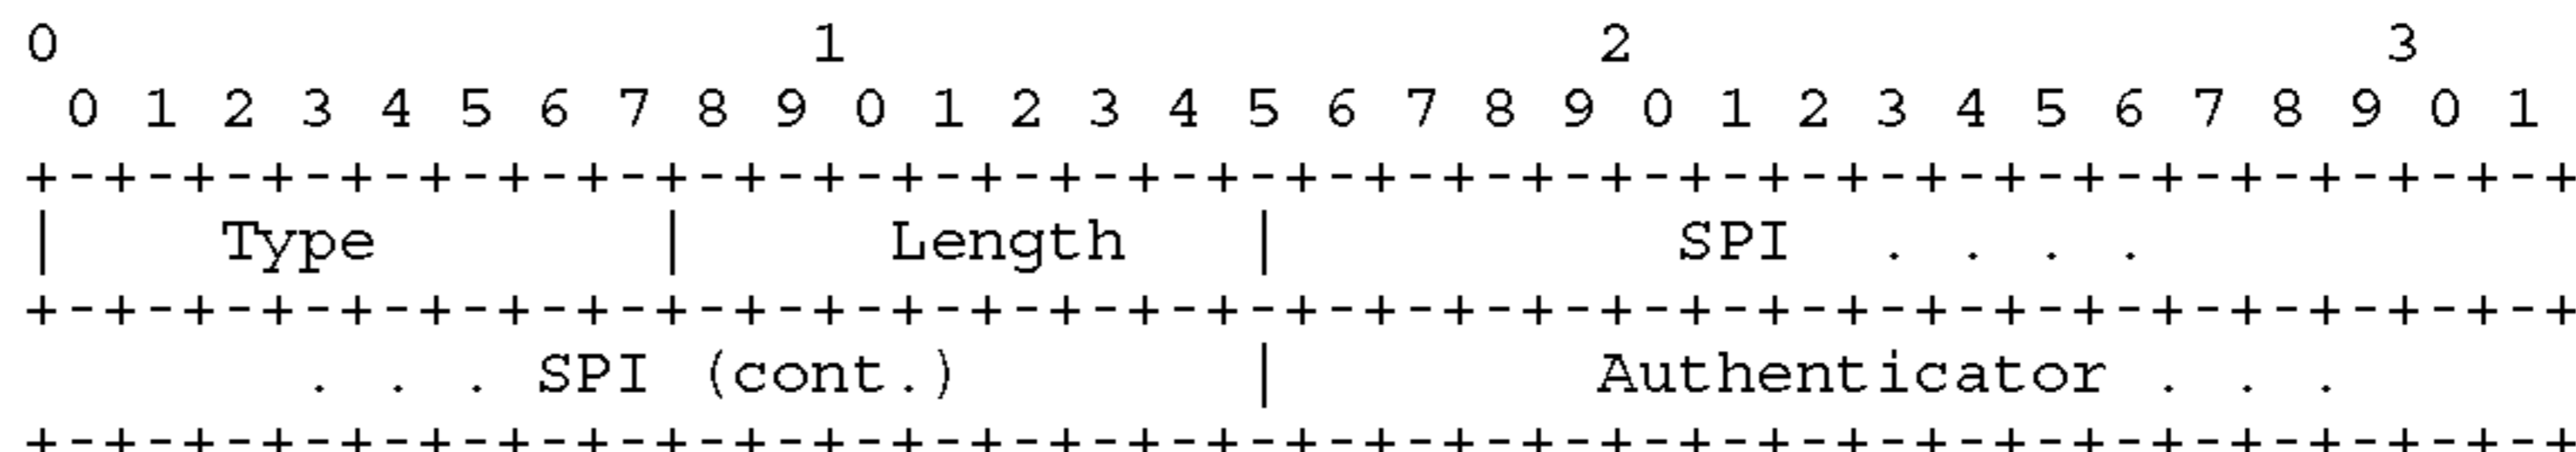 0                   1                   2                   3
 0 1 2 3 4 5 6 7 8 9 0 1 2 3 4 5 6 7 8 9 0 1 2 3 4 5 6 7 8 9 0 1
+-+-+-+-+-+-+-+-+-+-+-+-+-+-+-+-+-+-+-+-+-+-+-+-+-+-+-+-+-+-+-+-+
|    Type       |     Length   |          SPI  . . . .
+-+-+-+-+-+-+-+-+-+-+-+-+-+-+-+-+-+-+-+-+-+-+-+-+-+-+-+-+-+-+-+-+
       . . . SPI (cont.)       |        Authenticator . . .
+-+-+-+-+-+-+-+-+-+-+-+-+-+-+-+-+-+-+-+-+-+-+-+-+-+-+-+-+-+-+-+-+